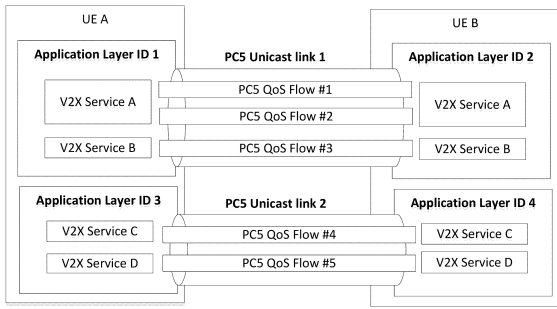 UE A
UE B
Application Layer ID 1
PC5 Unicast link 1
Application Layer ID 2
V2X Service A
PC5 QoS Flow #1
V2X Service A
PC5 QoS Flow #2
V2X Service B
PC5 QoS Flow #3
V2X Service B
Application Layer ID 3
PC5 Unicast link 2
Application Layer ID 4
V2X Service C
PC5 QoS Flow #4
V2X Service C
V2X Service D
PC5 QoS Flow #5
V2X Service D